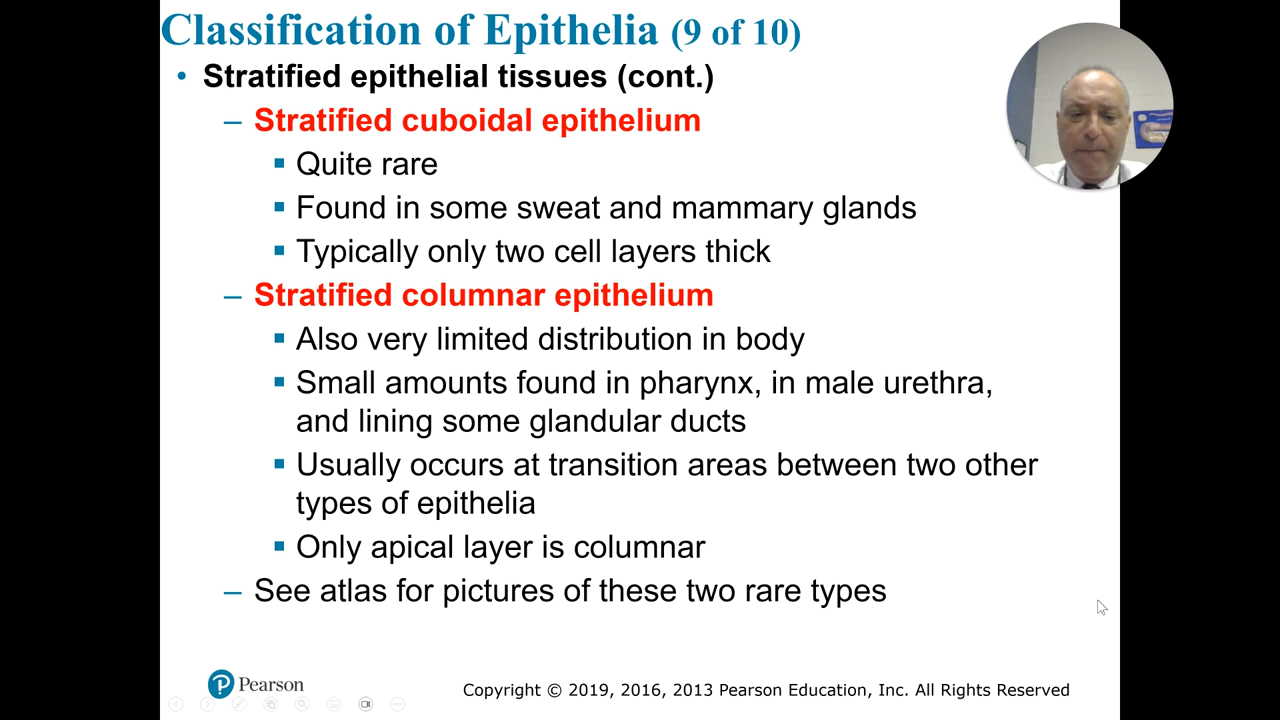 Classification of Epithelia (9 of 10)
• Stratified epithelial tissues (cont.)
– Stratified cuboidal epithelium
▪ Quite rare
▪ Found in some sweat and mammary glands
▪ Typically only two cell layers thick
– Stratified columnar epithelium
▪ Also very limited distribution in body
▪ Small amounts found in pharynx, in male urethra,
and lining some glandular ducts
▪ Usually occurs at transition areas between two other
types of epithelia
▪ Only apical layer is columnar
– See atlas for pictures of these two rare types
P Pearson
Copyright © 2019, 2016, 2013 Pearson Education, Inc. All Rights Reserved